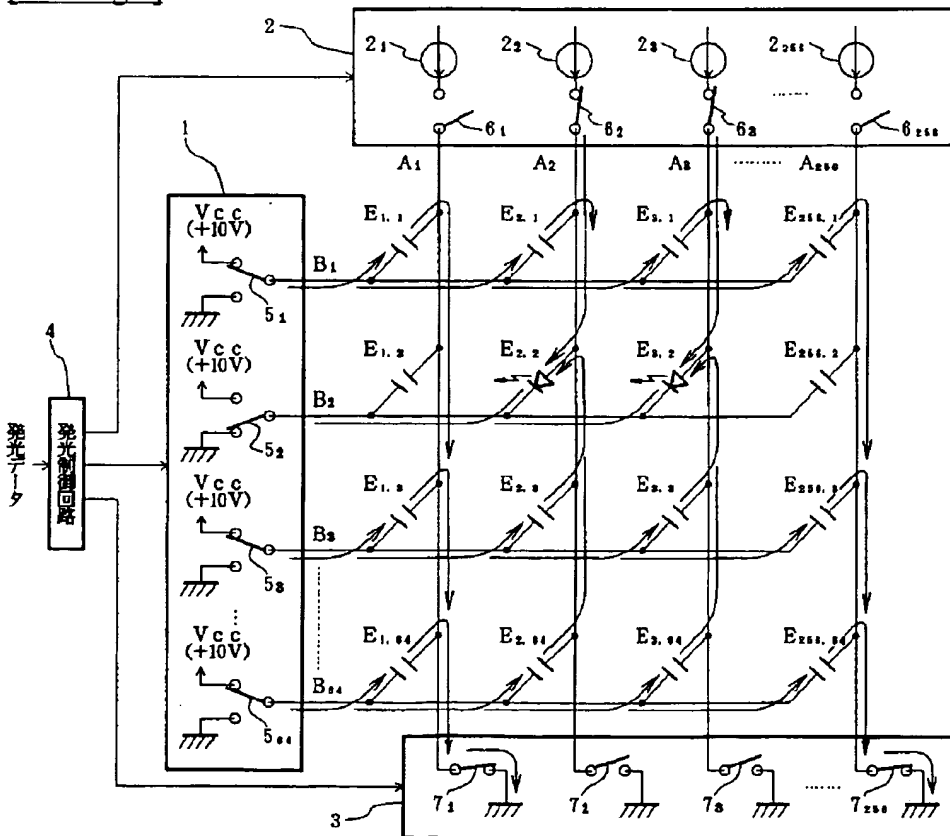 2
2₁
2₂
2₃
2₂₅₆
6₁
6₂
6₃
6₂₅₆
A₁
A₂
A₃
A₂₅₆
1
Vcc
(+10V)
5₁
B₁
E₁.₁
E₂.₁
E₃.₁
E₂₅₆.₁
4
発光データ
発光制御回路
Vcc
(+10V)
5₂
B₂
E₁.₂
E₂.₂
E₃.₂
E₂₅₆.₂
Vcc
(+10V)
5₃
B₃
E₁.₃
E₂.₃
E₃.₃
E₂₅₆.₃
Vcc
(+10V)
5₆₄
B₆₄
E₁.₆₄
E₂.₆₄
E₃.₆₄
E₂₅₆.₆₄
3
7₁
7₁
7₃
7₂₅₆